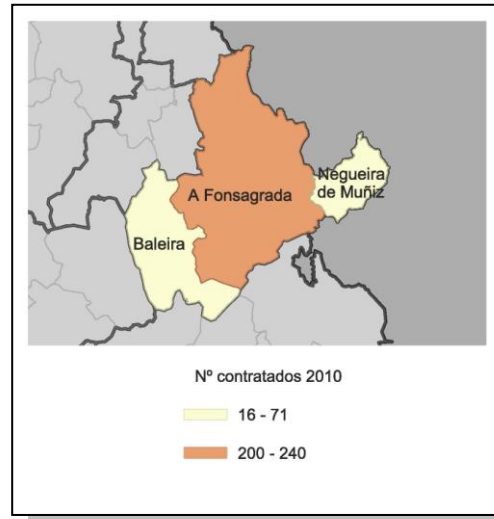 A Fonsagrada
Negueira
de Muñiz
Baleira
Nº contratados 2010
16 - 71
200 - 240